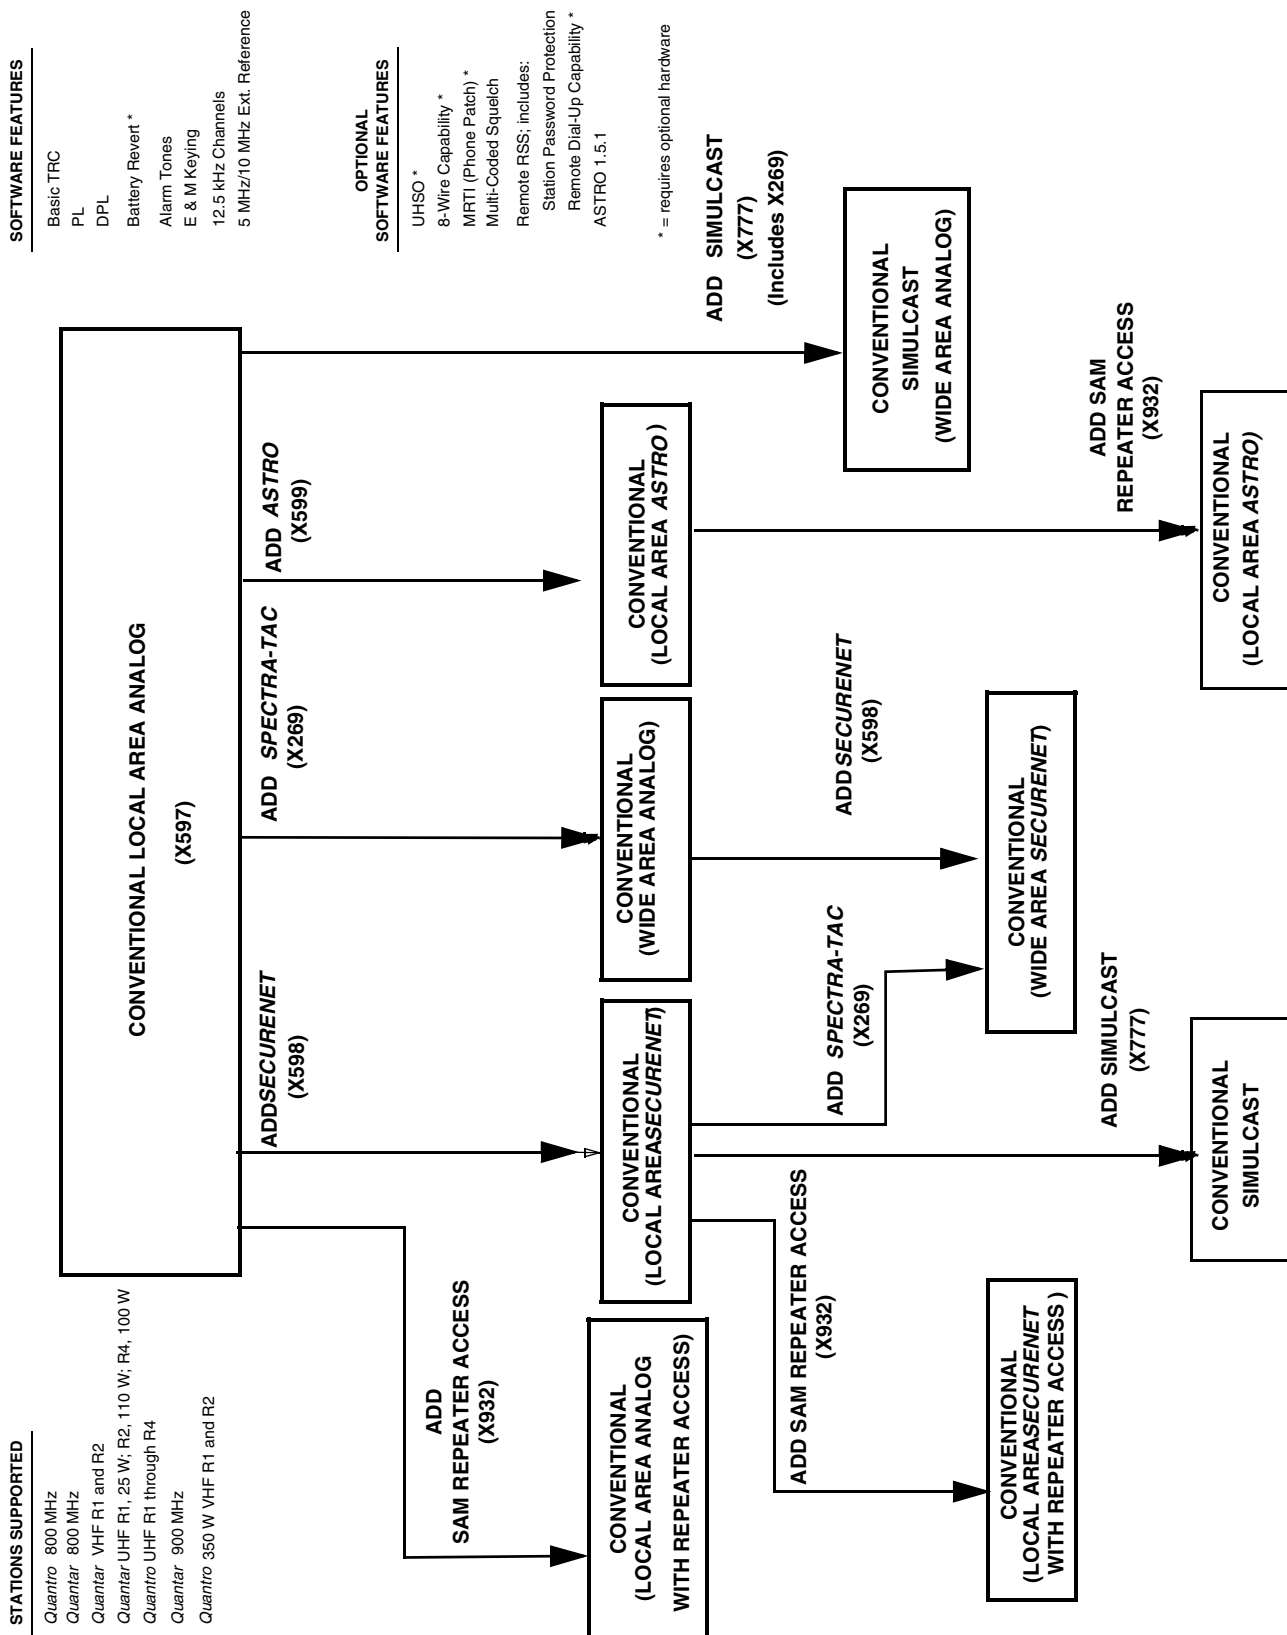 STATIONS SUPPORTED
Quantro 800 MHz
Quantar 800 MHz
Quantar VHF R1 and R2
Quantar UHF R1, 25 W; R2, 110 W; R4, 100 W
Quantro UHF R1 through R4
Quantar 900 MHz
Quantro 350 W VHF R1 and R2
CONVENTIONAL LOCAL AREA ANALOG
(X597)
SOFTWARE FEATURES
Basic TRC
PL
DPL
Battery Revert *
Alarm Tones
E & M Keying
12.5 kHz Channels
5 MHz/10 MHz Ext. Reference
OPTIONAL
SOFTWARE FEATURES
UHSO *
8-Wire Capability *
MRTI (Phone Patch) *
Multi-Coded Squelch
Remote RSS; includes:
Station Password Protection
Remote Dial-Up Capability *
ASTRO 1.5.1
* = requires optional hardware
ADD
SAM REPEATER ACCESS
(X932)
ADDSECURENET
(X598)
ADD SPECTRA-TAC
(X269)
ADD ASTRO
(X599)
ADD SIMULCAST
(X777)
(Includes X269)
CONVENTIONAL
(LOCAL AREA ANALOG
WITH REPEATER ACCESS)
CONVENTIONAL
(LOCAL AREASECURENET)
CONVENTIONAL
(WIDE AREA ANALOG)
CONVENTIONAL
(LOCAL AREA ASTRO )
CONVENTIONAL
SIMULCAST
(WIDE AREA ANALOG)
ADD SAM REPEATER ACCESS
(X932)
ADD SPECTRA-TAC
(X269)
ADDSECURENET
(X598)
CONVENTIONAL
(LOCAL AREASECURENET
WITH REPEATER ACCESS )
CONVENTIONAL
(WIDE AREA SECURENET)
ADD SIMULCAST
(X777)
ADD SAM
REPEATER ACCESS
(X932)
CONVENTIONAL
SIMULCAST
CONVENTIONAL
(LOCAL AREA ASTRO)